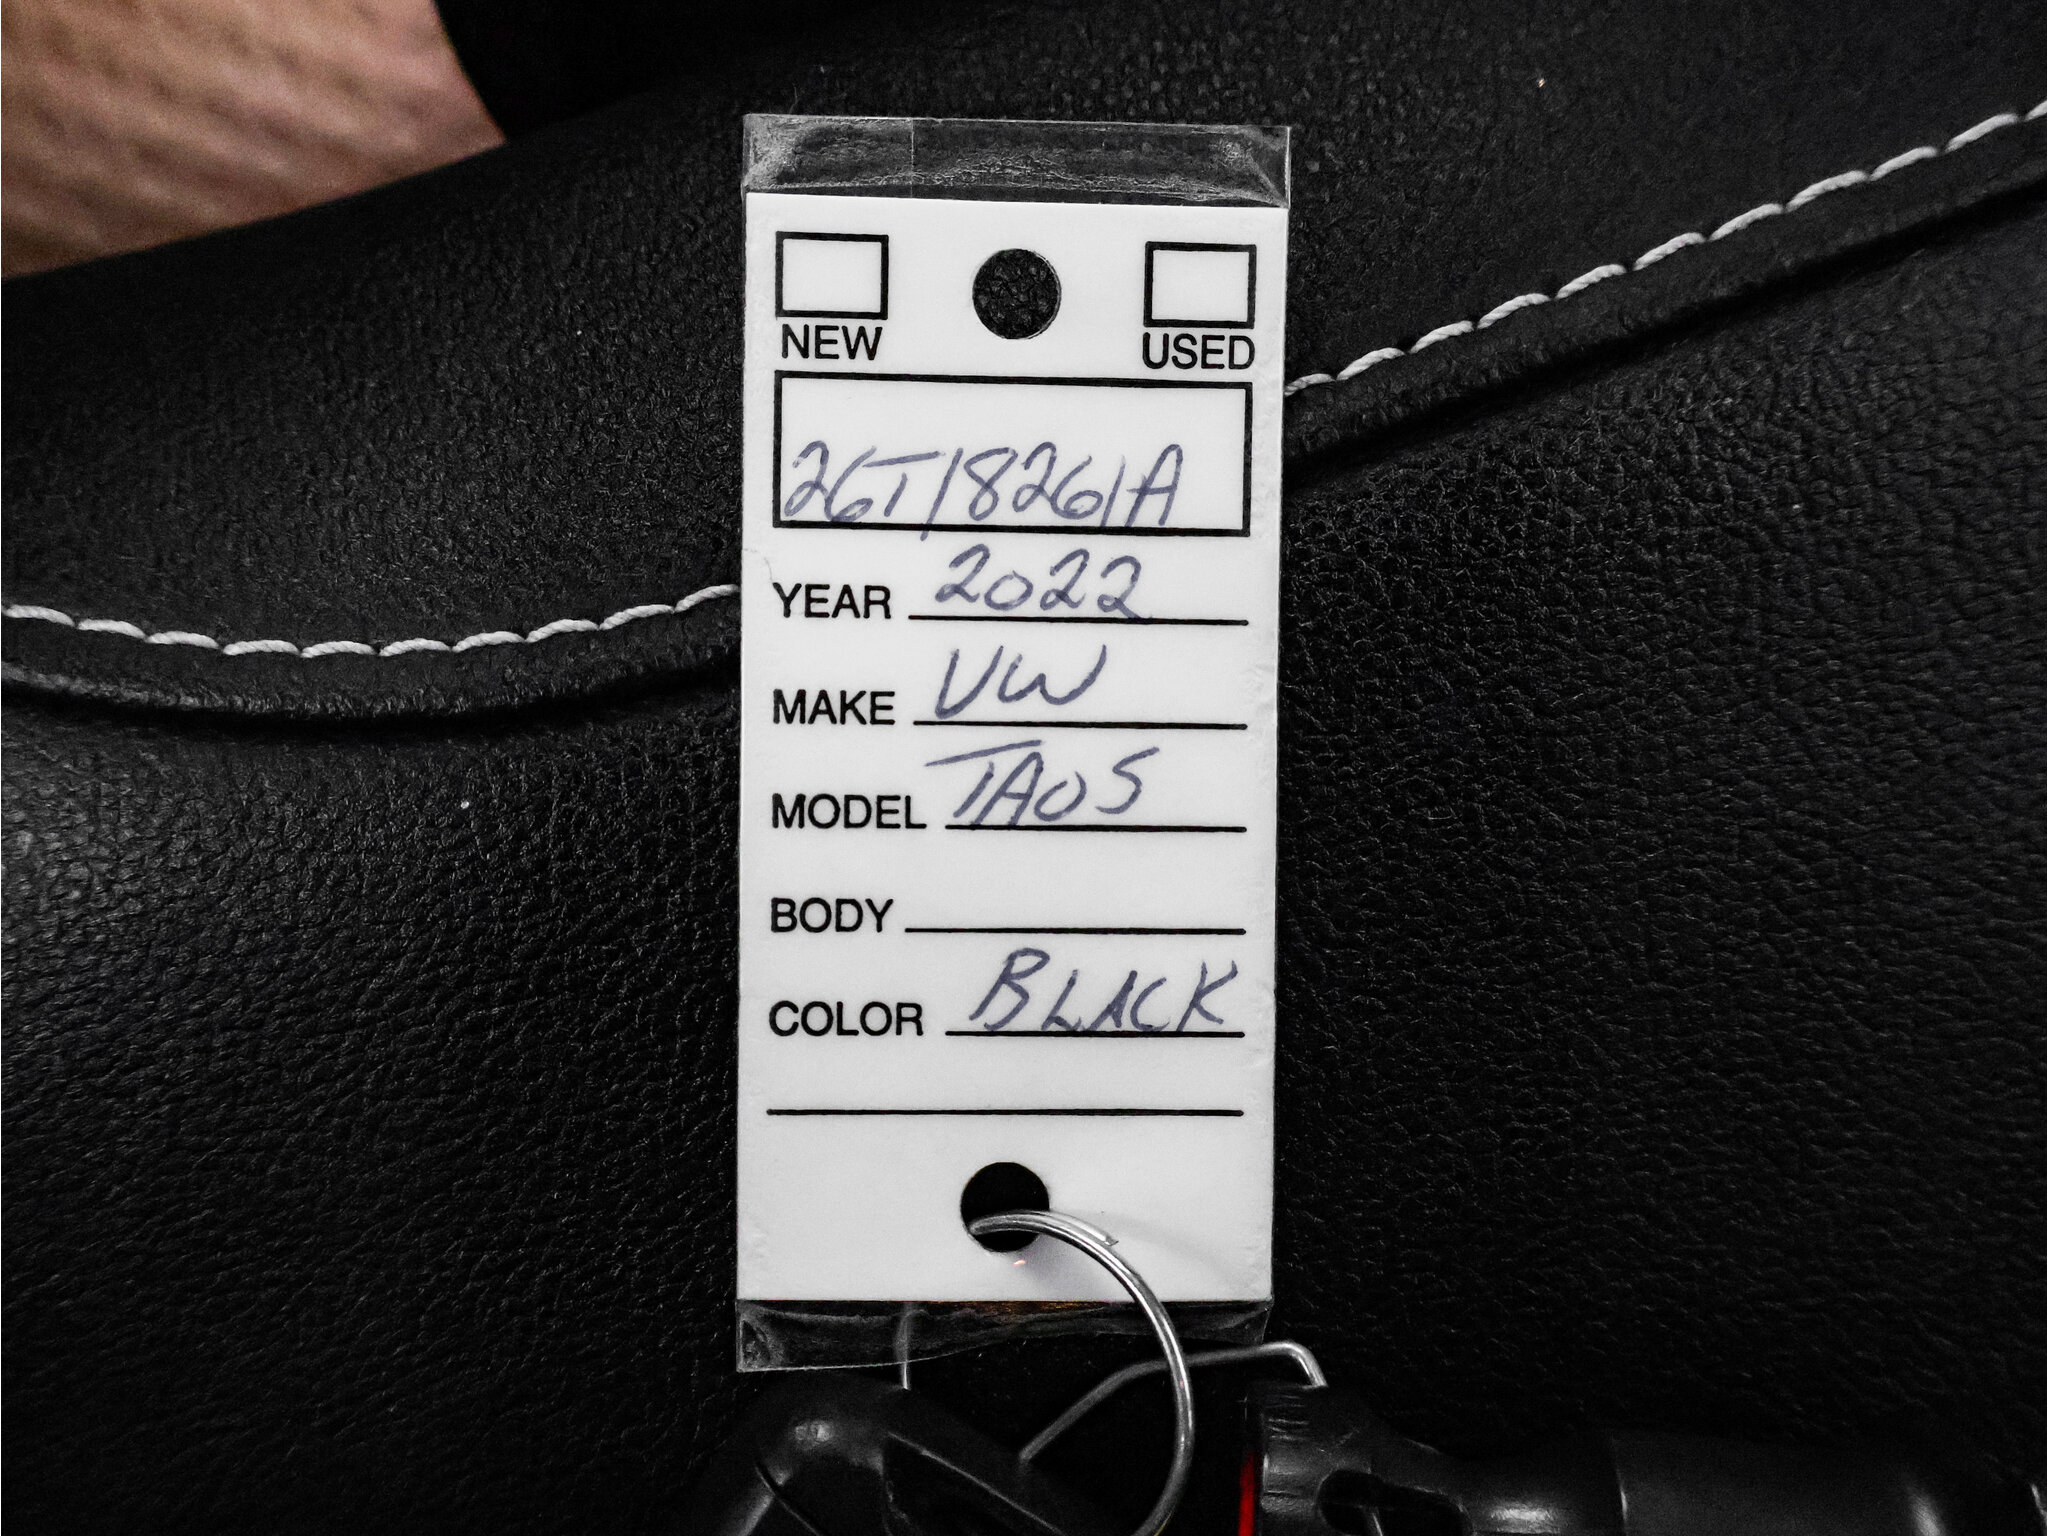 NEW USED
26T18261A
YEAR 2022
MAKE VW
MODEL TAOS
BODY
COLOR BLACK